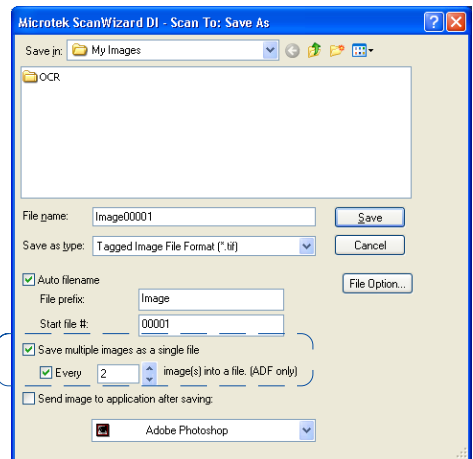 Microtek ScanWizard DI - Scan To: Save As
Save in: My Images
OCR
File name: Image00001 Save
Save as type: Tagged Image File Format (*.tif) Cancel
Auto filename File Option...
File prefix: Image
Start file #: 00001
Save multiple images as a single file
Every 2 image(s) into a file. (ADF only)
Send image to application after saving:
Adobe Photoshop